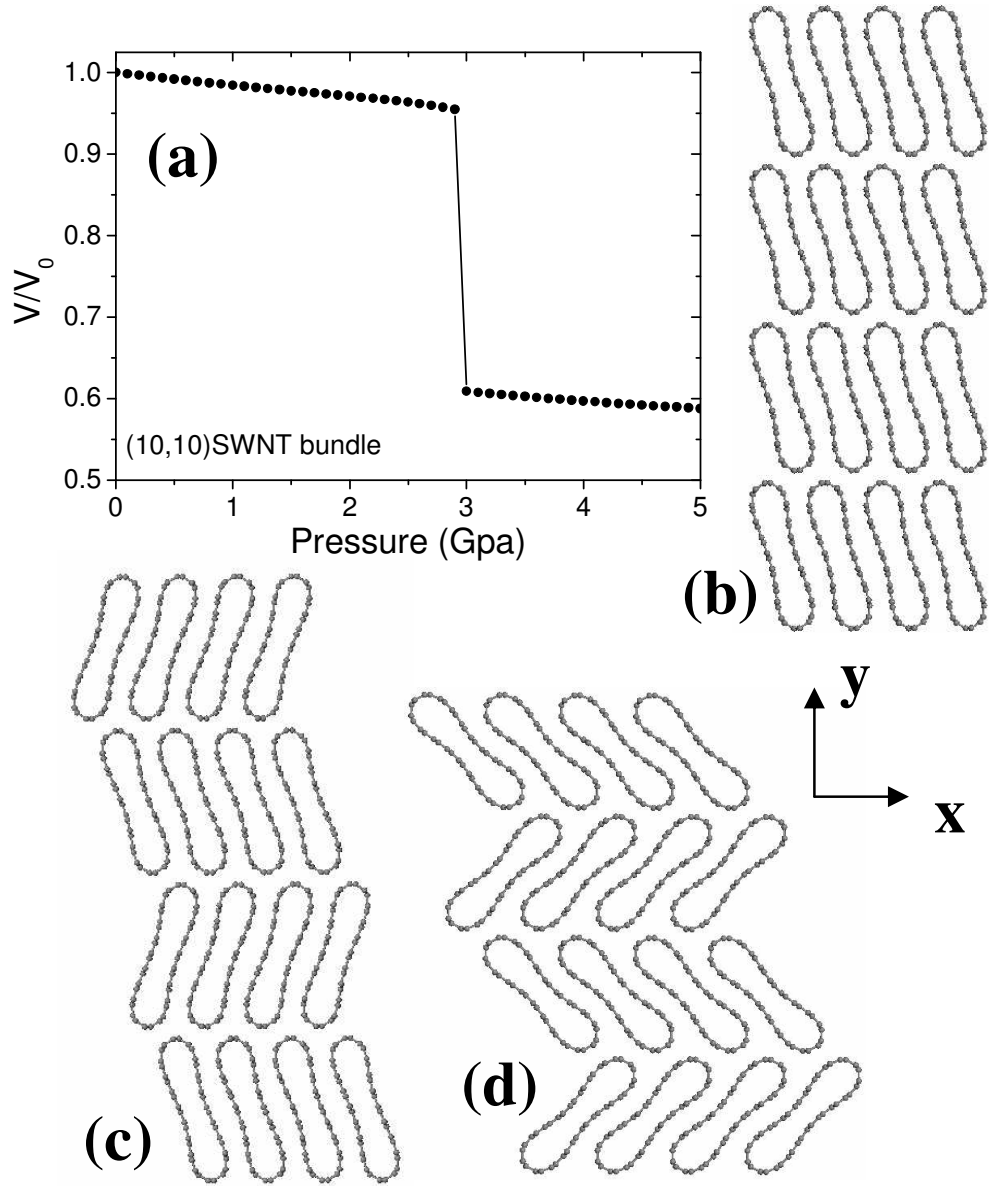 1.0
0.9
0.8
0.7
0.6
0.5
V/V₀
(a)
(10,10)SWNT bundle
0 1 2 3 4 5
Pressure (Gpa)
(b)
y
x
(c)
(d)